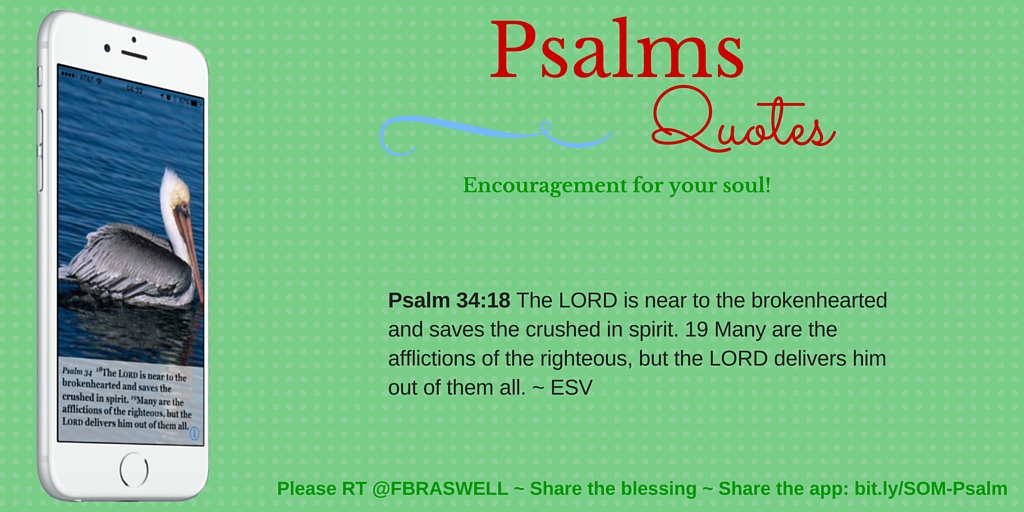 Psalms
Quotes
Encouragement for your soul!
AT&T
04:32
Psalm 34 18The LORD is near to the
brokenhearted and saves the
crushed in spirit. 19Many are the
afflictions of the righteous, but the
LORD delivers him out of them all.
Psalm 34:18 The LORD is near to the brokenhearted
and saves the crushed in spirit. 19 Many are the
afflictions of the righteous, but the LORD delivers him
out of them all. ~ ESV
Please RT @FBRASWELL ~ Share the blessing ~ Share the app: bit.ly/SOM-Psalm